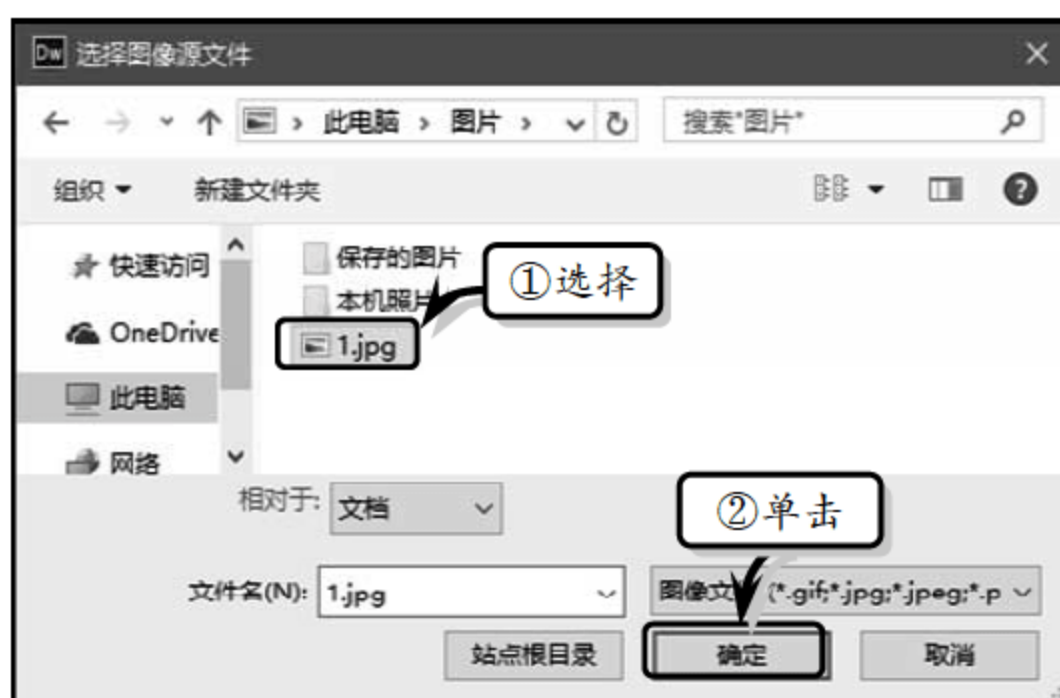 Dw 选择图像源文件
此电脑 › 图片 › 搜索"图片"
组织 新建文件夹
快速访问
保存的图片
①选择
本机照片
OneDrive
1.jpg
此电脑
网络
相对于: 文档
②单击
文件名(N): 1.jpg 图像文 (*.gif;*.jpg;*.jpeg;*.p
站点根目录 确定 取消